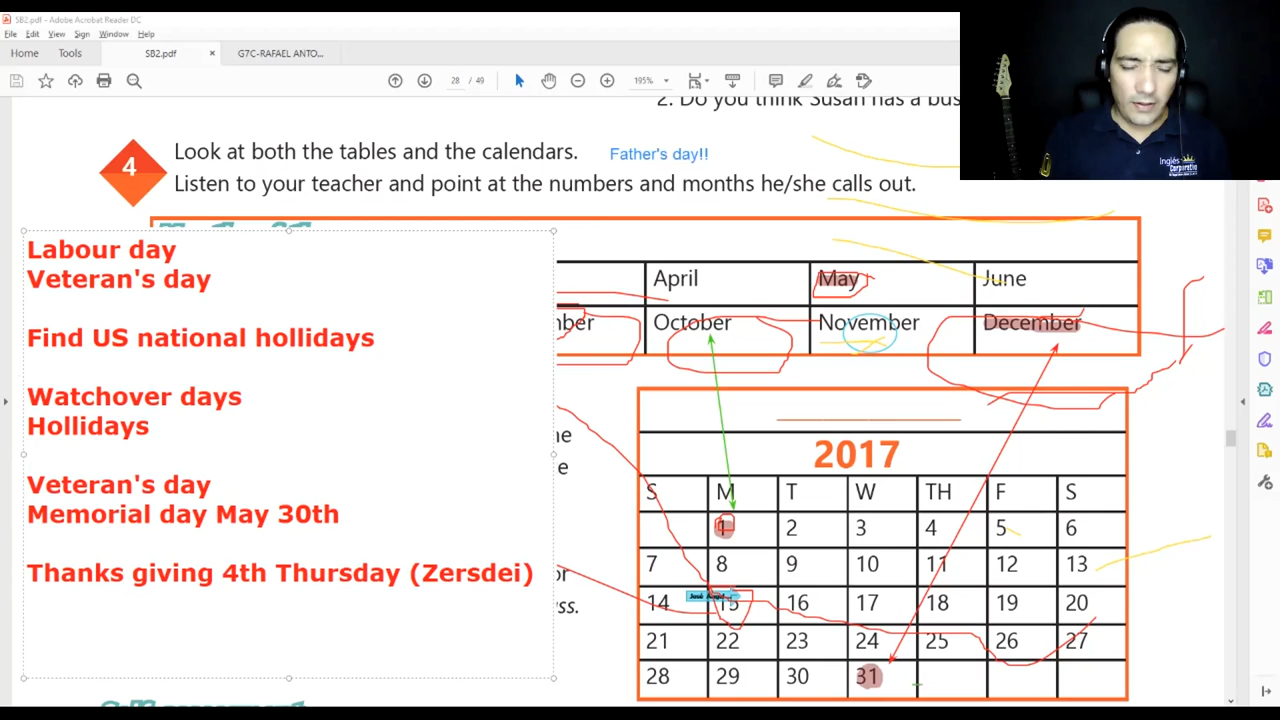 SB2.pdf - Adobe Acrobat Reader DC
File Edit View Sign Window Help
Home Tools SB2.pdf × G7C-RAFAEL ANTO...
28 / 49 195%
2. Do you think Susan has a bus
4 Look at both the tables and the calendars. Father's day!!
Listen to your teacher and point at the numbers and months he/she calls out.
Labour day
Veteran's day
Find US national hollidays
Watchover days
Hollidays
Veteran's day
Memorial day May 30th
Thanks giving 4th Thursday (Zersdei)
April May June
mber October November December
ne
e
or
ss.
2017
S M T W TH F S
1 2 3 4 5 6
7 8 9 10 11 12 13
14 15 16 17 18 19 20
21 22 23 24 25 26 27
28 29 30 31
Inglés
Corporativo